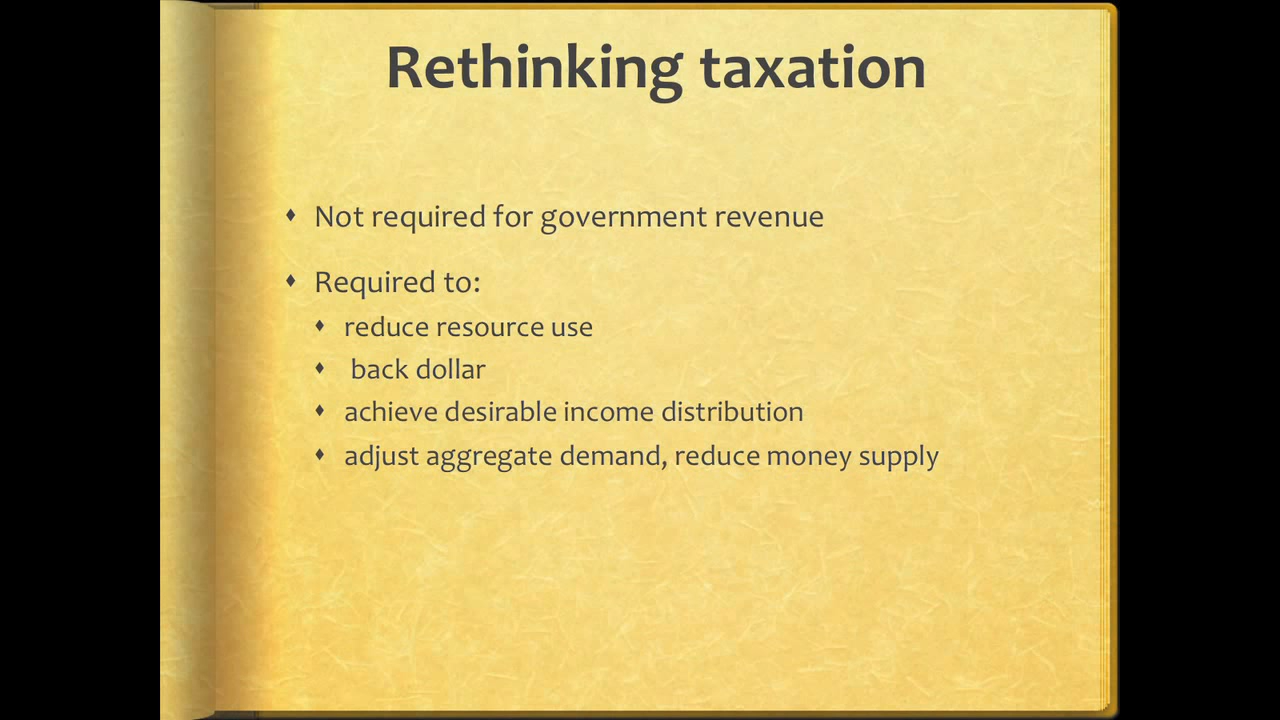 Rethinking taxation
Not required for government revenue
Required to:
reduce resource use
back dollar
achieve desirable income distribution
adjust aggregate demand, reduce money supply